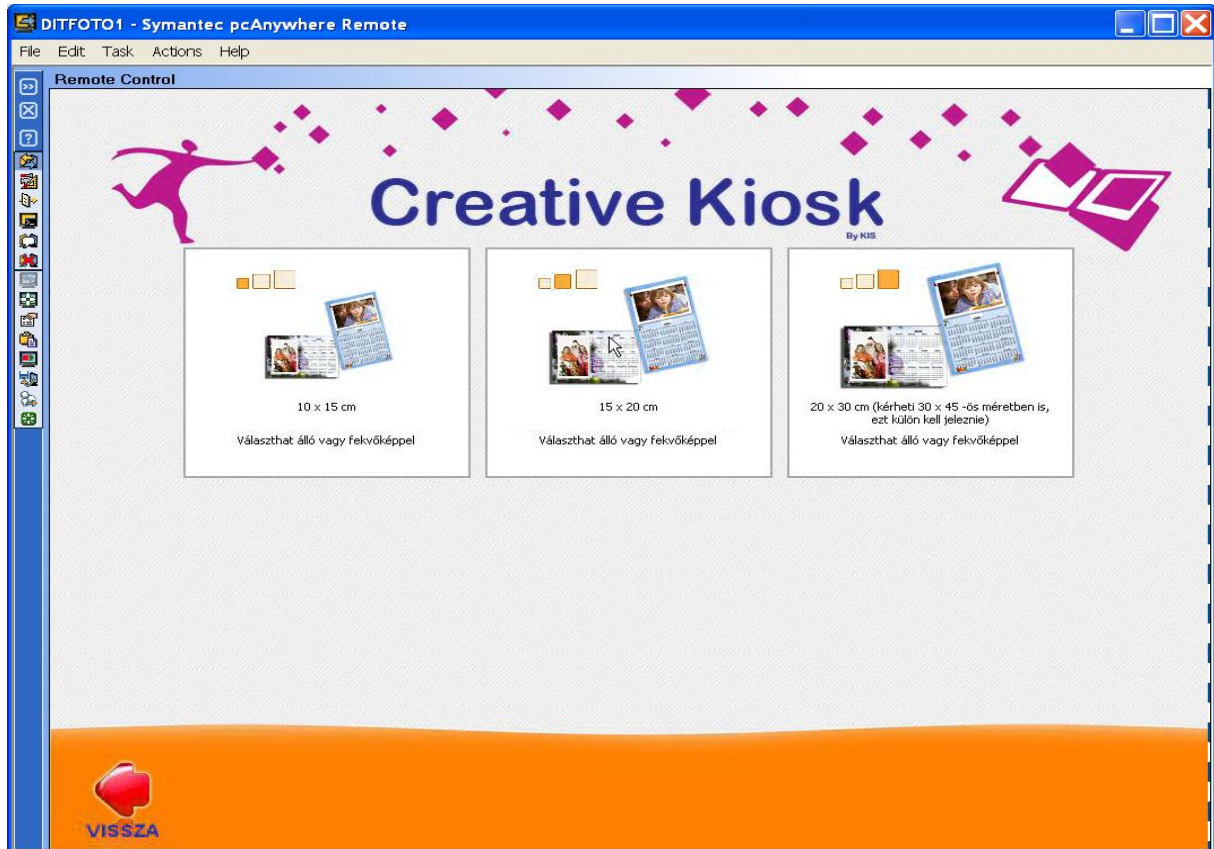 DITFOTO1 - Symantec pcAnywhere Remote
File Edit Task Actions Help
Remote Control
Creative Kiosk
By KIS
10 x 15 cm
Választhat álló vagy fekvőképpel
15 x 20 cm
Választhat álló vagy fekvőképpel
20 x 30 cm (kérheti 30 x 45 -ös méretben is,
ezt külön kell jeleznie)
Választhat álló vagy fekvőképpel
VISSZA